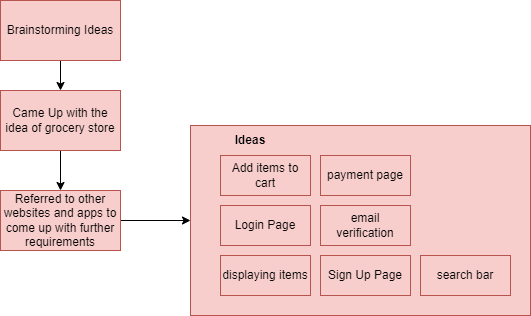 Brainstorming Ideas
Came Up with the
idea of grocery store
Referred to other
websites and apps to
come up with further
requirements
Ideas
Add items to
cart
payment page
Login Page
email
verification
displaying items
Sign Up Page
search bar